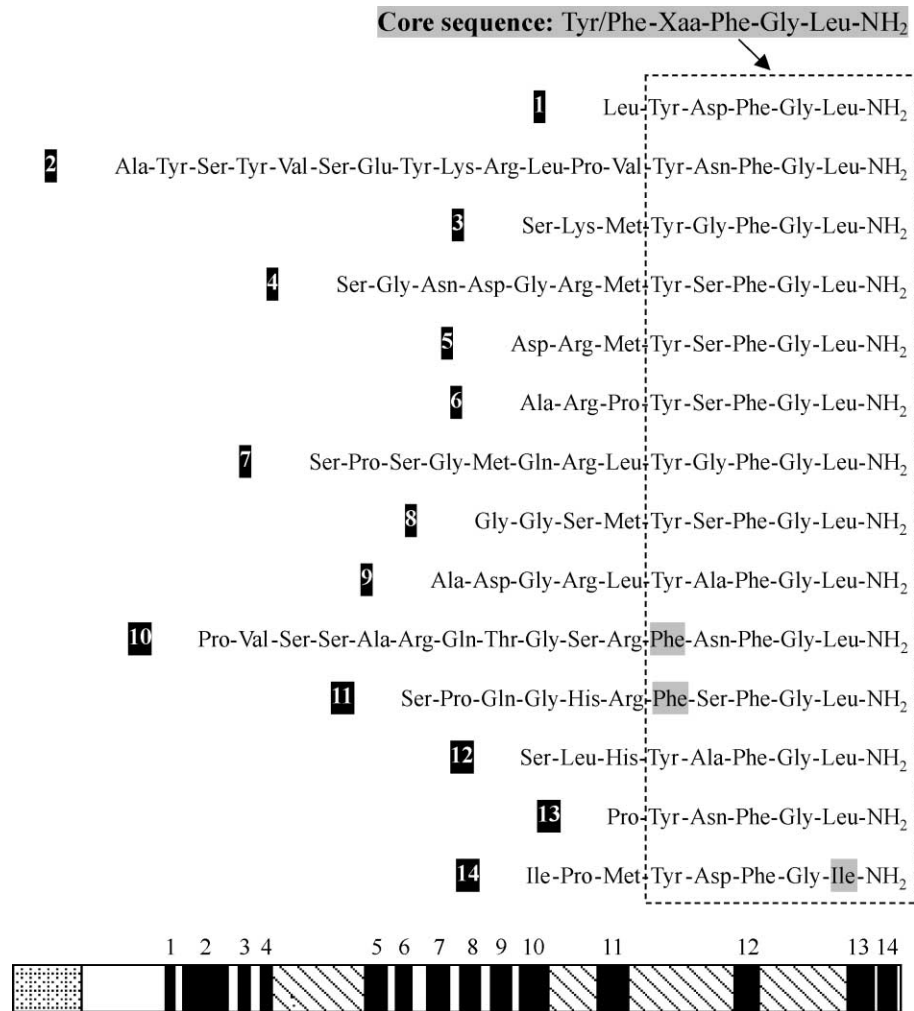 Core sequence: Tyr/Phe-Xaa-Phe-Gly-Leu-NH₂
1 Leu-Tyr-Asp-Phe-Gly-Leu-NH₂
2 Ala-Tyr-Ser-Tyr-Val-Ser-Glu-Tyr-Lys-Arg-Leu-Pro-Val-Tyr-Asn-Phe-Gly-Leu-NH₂
3 Ser-Lys-Met-Tyr-Gly-Phe-Gly-Leu-NH₂
4 Ser-Gly-Asn-Asp-Gly-Arg-Met-Tyr-Ser-Phe-Gly-Leu-NH₂
5 Asp-Arg-Met-Tyr-Ser-Phe-Gly-Leu-NH₂
6 Ala-Arg-Pro-Tyr-Ser-Phe-Gly-Leu-NH₂
7 Ser-Pro-Ser-Gly-Met-Gln-Arg-Leu-Tyr-Gly-Phe-Gly-Leu-NH₂
8 Gly-Gly-Ser-Met-Tyr-Ser-Phe-Gly-Leu-NH₂
9 Ala-Asp-Gly-Arg-Leu-Tyr-Ala-Phe-Gly-Leu-NH₂
10 Pro-Val-Ser-Ser-Ala-Arg-Gln-Thr-Gly-Ser-Arg-Phe-Asn-Phe-Gly-Leu-NH₂
11 Ser-Pro-Gln-Gly-His-Arg-Phe-Ser-Phe-Gly-Leu-NH₂
12 Ser-Leu-His-Tyr-Ala-Phe-Gly-Leu-NH₂
13 Pro-Tyr-Asn-Phe-Gly-Leu-NH₂
14 Ile-Pro-Met-Tyr-Asp-Phe-Gly-Ile-NH₂
1 2 3 4 5 6 7 8 9 10 11 12 13 14